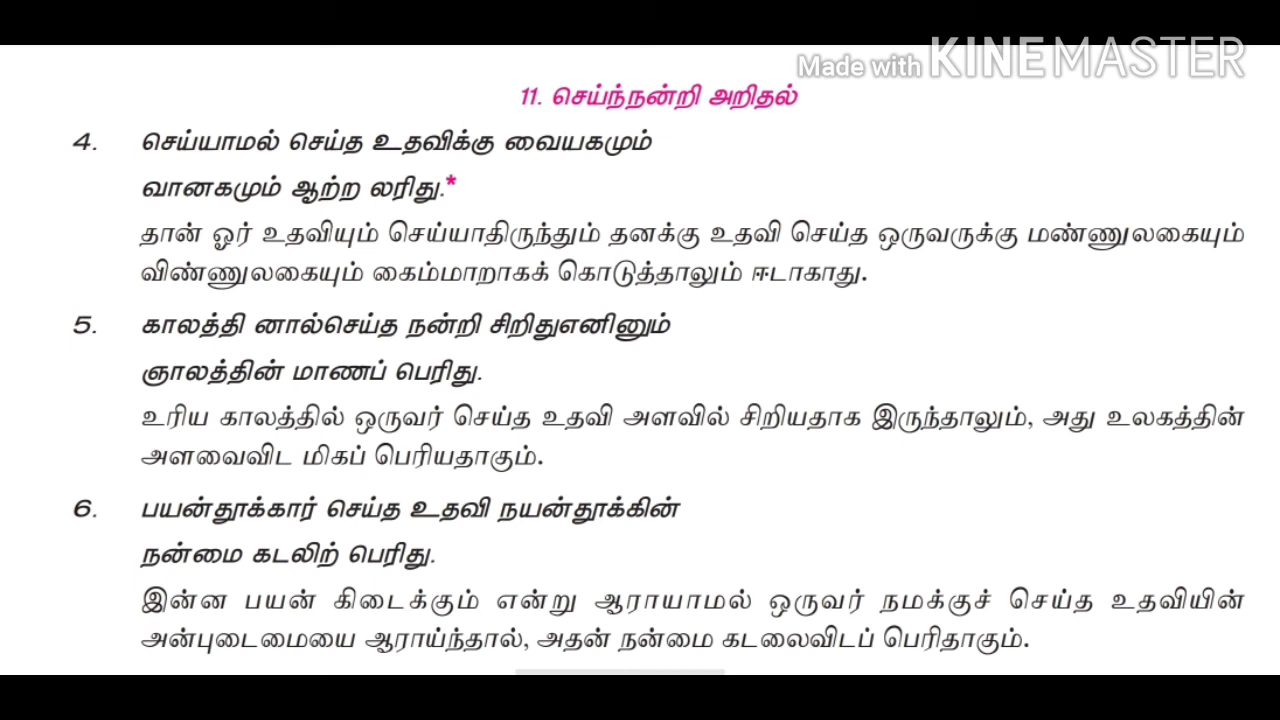 Made with KINEMASTER
11. செய்ந்நன்றி அறிதல்
4. செய்யாமல் செய்த உதவிக்கு வையகமும்
வானகமும் ஆற்ற லரிது.*
தான் ஓர் உதவியும் செய்யாதிருந்தும் தனக்கு உதவி செய்த ஒருவருக்கு மண்ணுலகையும்
விண்ணுலகையும் கைம்மாறாகக் கொடுத்தாலும் ஈடாகாது.
5. காலத்தி னால்செய்த நன்றி சிறிதுஎனினும்
ஞாலத்தின் மாணப் பெரிது.
உரிய காலத்தில் ஒருவர் செய்த உதவி அளவில் சிறியதாக இருந்தாலும், அது உலகத்தின்
அளவைவிட மிகப் பெரியதாகும்.
6. பயன்தூக்கார் செய்த உதவி நயன்தூக்கின்
நன்மை கடலிற் பெரிது.
இன்ன பயன் கிடைக்கும் என்று ஆராயாமல் ஒருவர் நமக்குச் செய்த உதவியின்
அன்புடைமையை ஆராய்ந்தால், அதன் நன்மை கடலைவிடப் பெரிதாகும்.